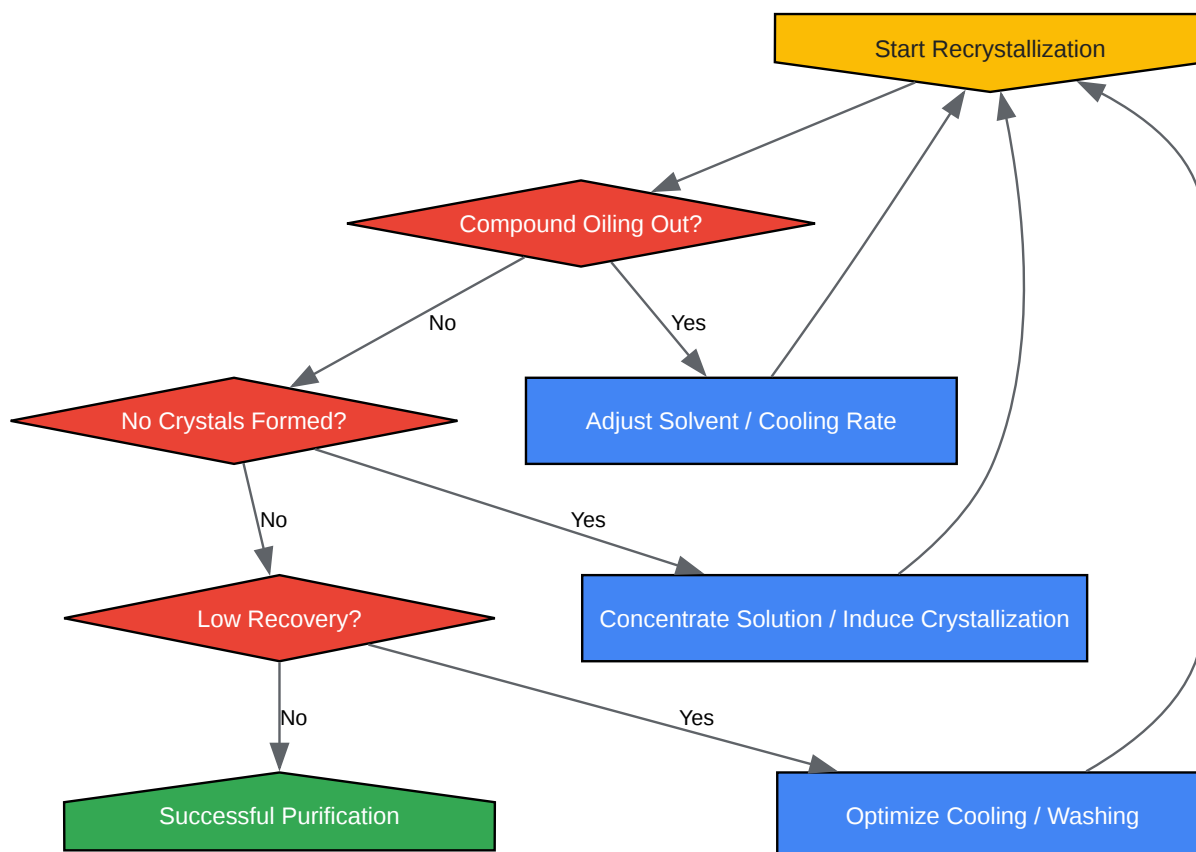 Start Recrystallization
Compound Oiling Out?
No
Yes
No Crystals Formed?
Adjust Solvent / Cooling Rate
No
Yes
Low Recovery?
Concentrate Solution / Induce Crystallization
No
Yes
Successful Purification
Optimize Cooling / Washing